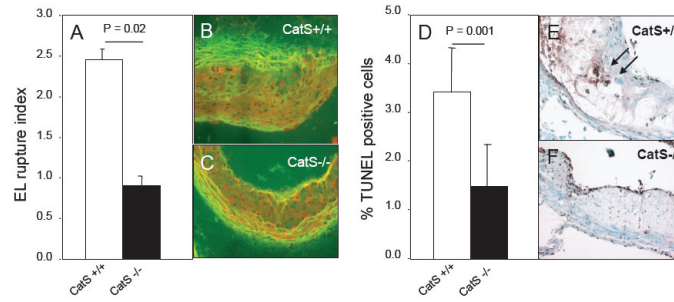 A
P = 0.02
EL rupture index
3.0
2.5
2.0
1.5
1.0
0.5
0.0
CatS +/+
CatS -/-
B
CatS+/+
C
CatS-/-
D
P = 0.001
% TUNEL positive cells
5.0
4.0
3.0
2.0
1.0
0.0
CatS +/+
CatS -/-
E
CatS+/
F
CatS-